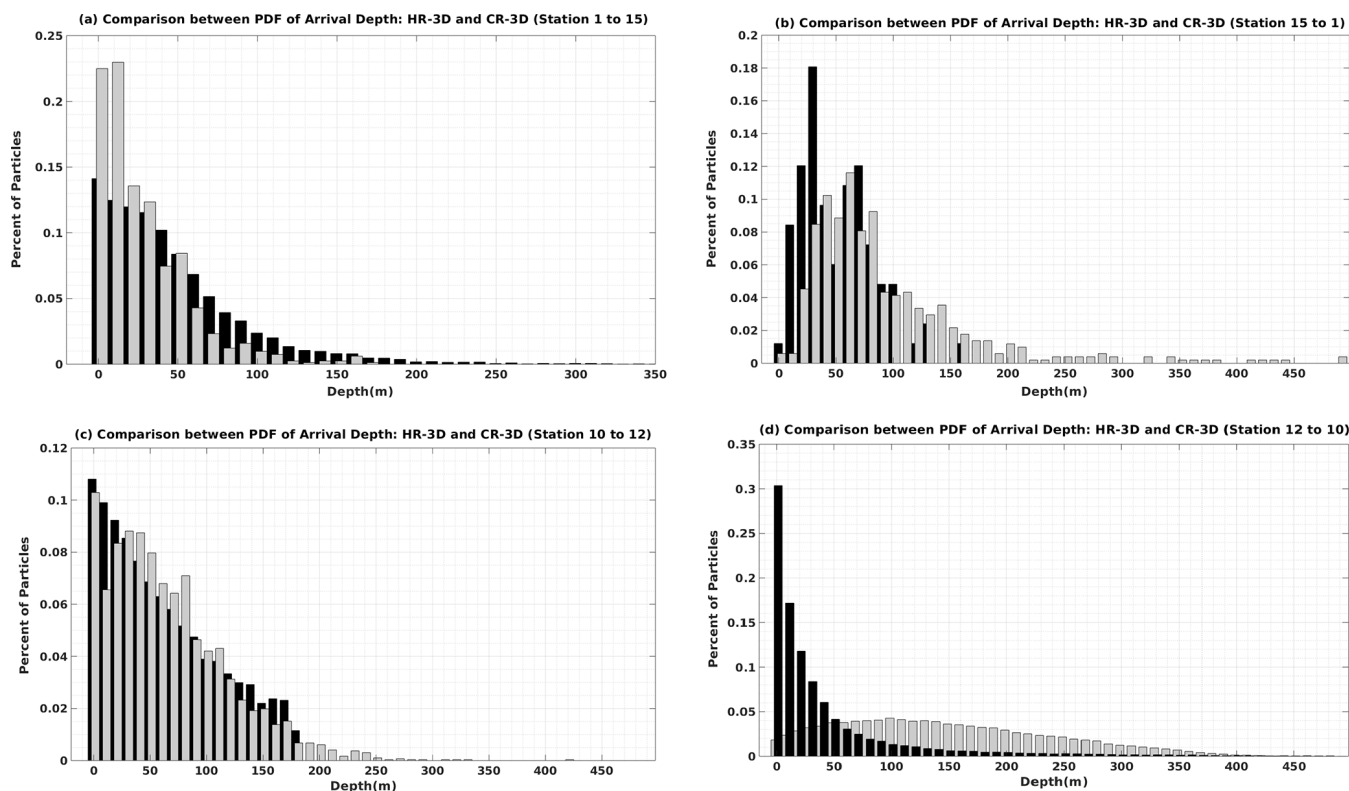 (a) Comparison between PDF of Arrival Depth: HR-3D and CR-3D (Station 1 to 15)
0.25
0.2
0.15
0.1
0.05
0
Percent of Particles
0 50 100 150 200 250 300 350
Depth(m)
(b) Comparison between PDF of Arrival Depth: HR-3D and CR-3D (Station 15 to 1)
0.2
0.18
0.16
0.14
0.12
0.1
0.08
0.06
0.04
0.02
0
Percent of Particles
0 50 100 150 200 250 300 350 400 450
Depth(m)
(c) Comparison between PDF of Arrival Depth: HR-3D and CR-3D (Station 10 to 12)
0.12
0.1
0.08
0.06
0.04
0.02
0
Percent of Particles
0 50 100 150 200 250 300 350 400 450
Depth(m)
(d) Comparison between PDF of Arrival Depth: HR-3D and CR-3D (Station 12 to 10)
0.35
0.3
0.25
0.2
0.15
0.1
0.05
0
Percent of Particles
0 50 100 150 200 250 300 350 400 450
Depth(m)